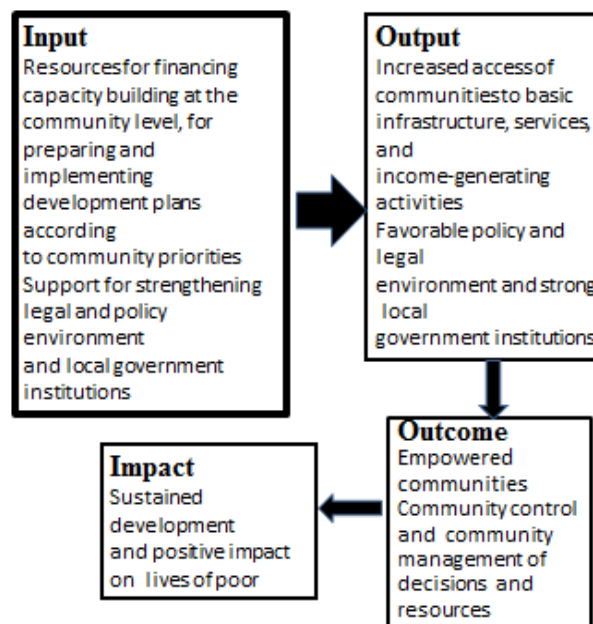 Input
Resourcesfor financing
capacity building at the
community level, for
preparing and
implementing
development plans
according
to community priorities
Support for strengthening
legal and policy
environment
and local government
institutions
Output
Increased accessof
communitiesto basic
infrastructure, services,
and
income-generating
activities
Favorable policy and
legal
environment and strong
local
government institutions
Outcome
Empowered
communities
Community control
and community
management of
decisions and
resources
Impact
Sustained
development
and positive impact
on lives of poor